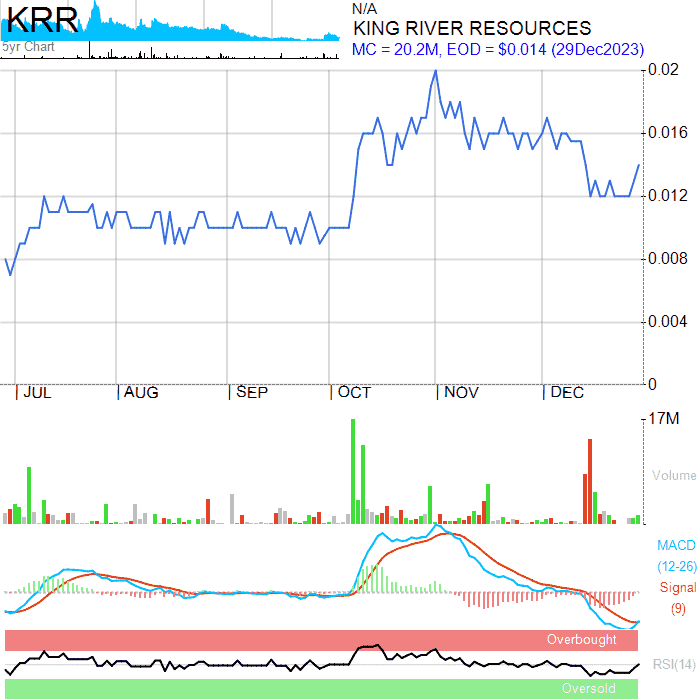 KRR
5yr Chart
N/A
KING RIVER RESOURCES
MC = 20.2M, EOD = $0.014 (29Dec2023)
0.02
0.016
0.012
0.008
0.004
0
|JUL |AUG |SEP |OCT |NOV |DEC
17M
Volume
MACD
(12-26)
Signal
(9)
Overbought
RSI(14)
Oversold